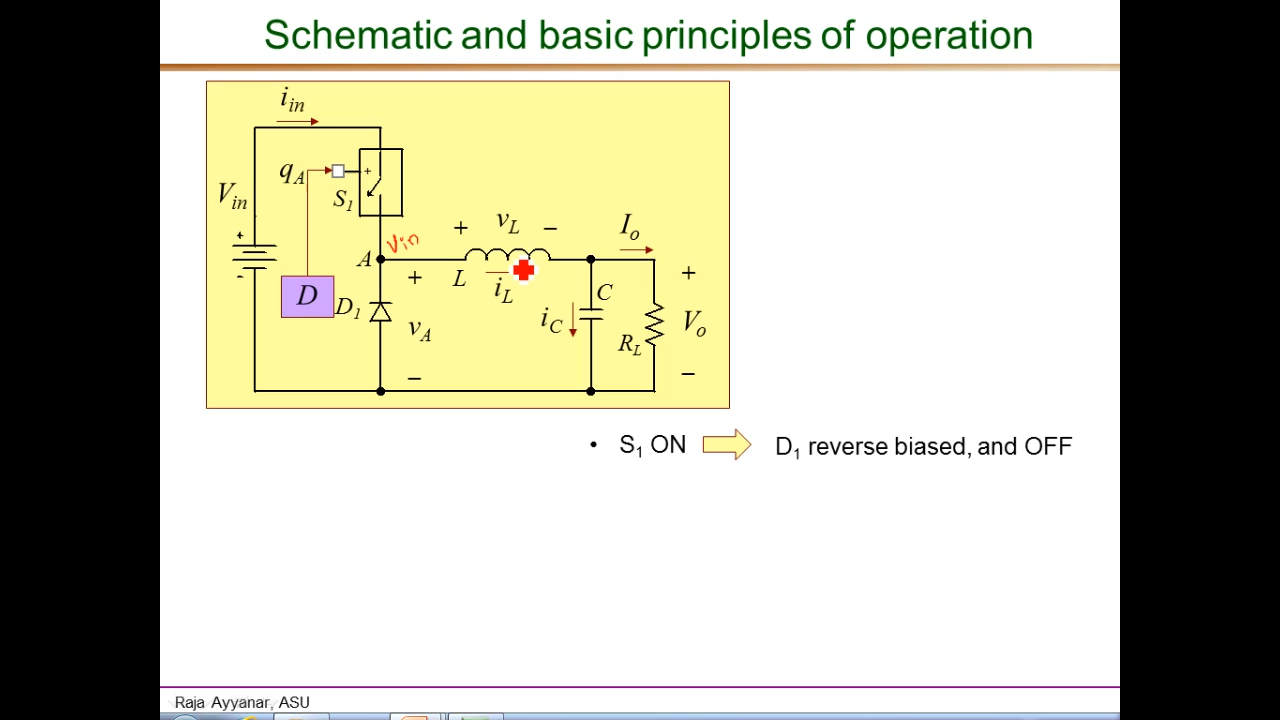 Schematic and basic principles of operation
i_in
q_A
+
V_in
S_1
+
-
Vin
A
+
v_L
−
I_o
L
i_L
+
D
D_1
v_A
−
i_C
C
R_L
+
V_o
−
• S_1 ON
D_1 reverse biased, and OFF
Raja Ayyanar, ASU